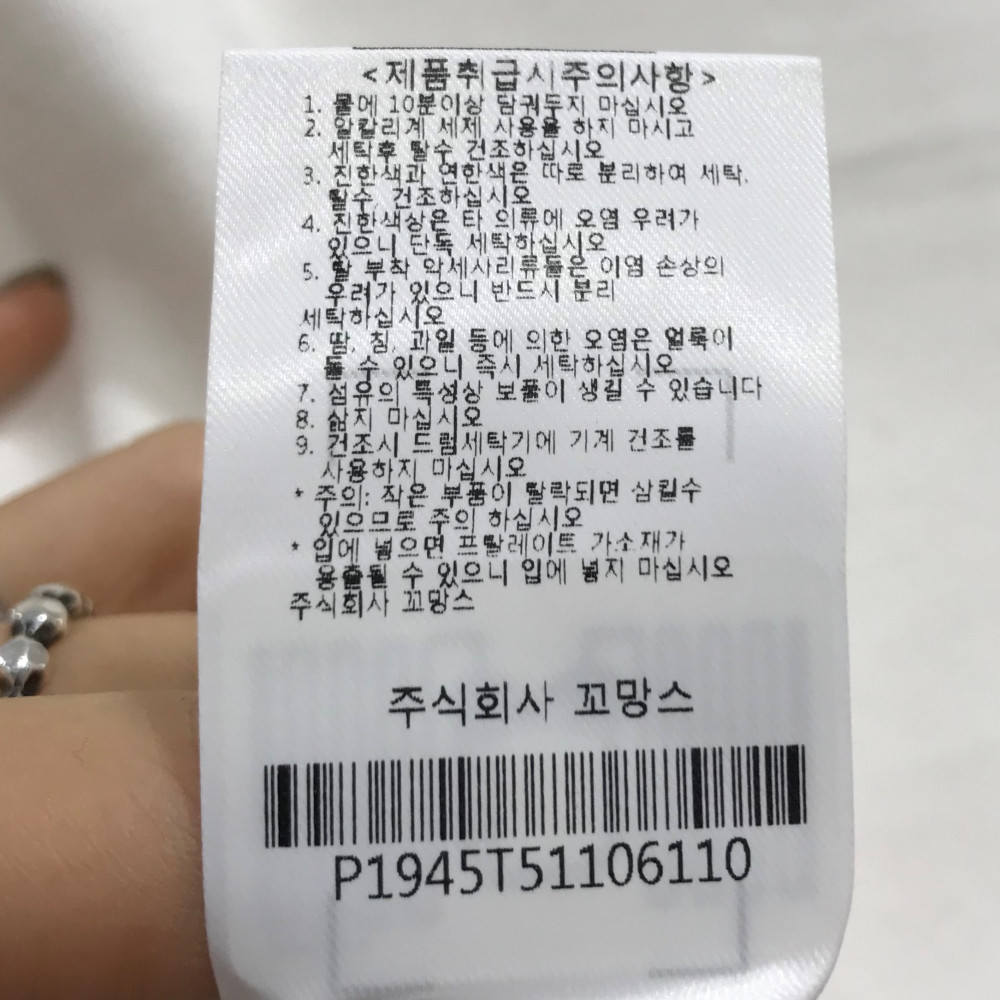 <제품취급시주의사항>
1. 물에 10분이상 담궈두지 마십시오
2. 알칼리계 세제 사용을 하지 마시고
세탁후 탈수 건조하십시오
3. 진한색과 연한색은 따로 분리하여 세탁,
탈수, 건조하십시오
4. 진한색상은 타 의류에 오염 우려가
있으니 단독 세탁하십시오
5. 탈 부착 악세사리류들은 이염 손상의
우려가 있으니 반드시 분리
세탁하십시오
6. 땀, 침, 과일 등에 의한 오염은 얼룩이
될 수 있으니 즉시 세탁하십시오
7. 섬유의 특성상 보풀이 생길 수 있습니다
8. 삶지 마십시오
9. 건조시 드럼세탁기에 기계 건조를
사용하지 마십시오
* 주의: 작은 부품이 탈락되면 삼킬수
있으므로 주의 하십시오
* 입에 넣으면 프탈레이트 가소재가
용출될 수 있으니 입에 넣지 마십시오
주식회사 꼬망스
주식회사 꼬망스
P1945T51106110